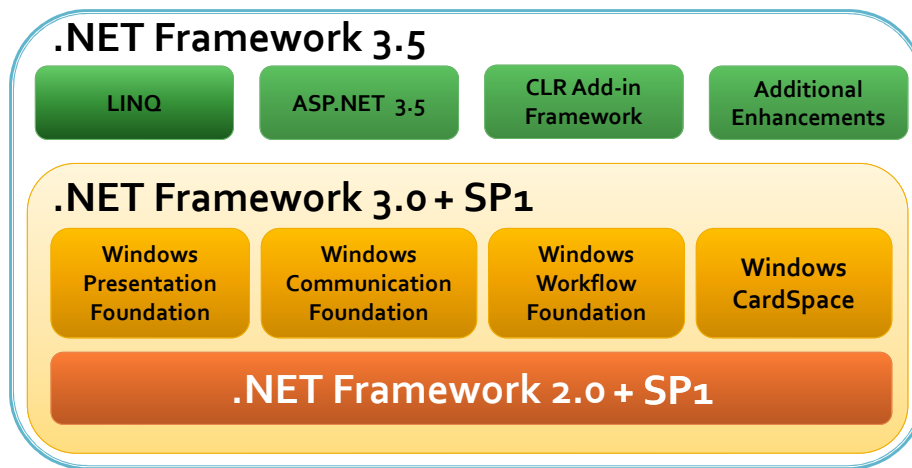 .NET Framework 3.5
LINQ
ASP.NET 3.5
CLR Add-in
Framework
Additional
Enhancements
.NET Framework 3.0 + SP1
Windows
Presentation
Foundation
Windows
Communication
Foundation
Windows
Workflow
Foundation
Windows
CardSpace
.NET Framework 2.0 + SP1